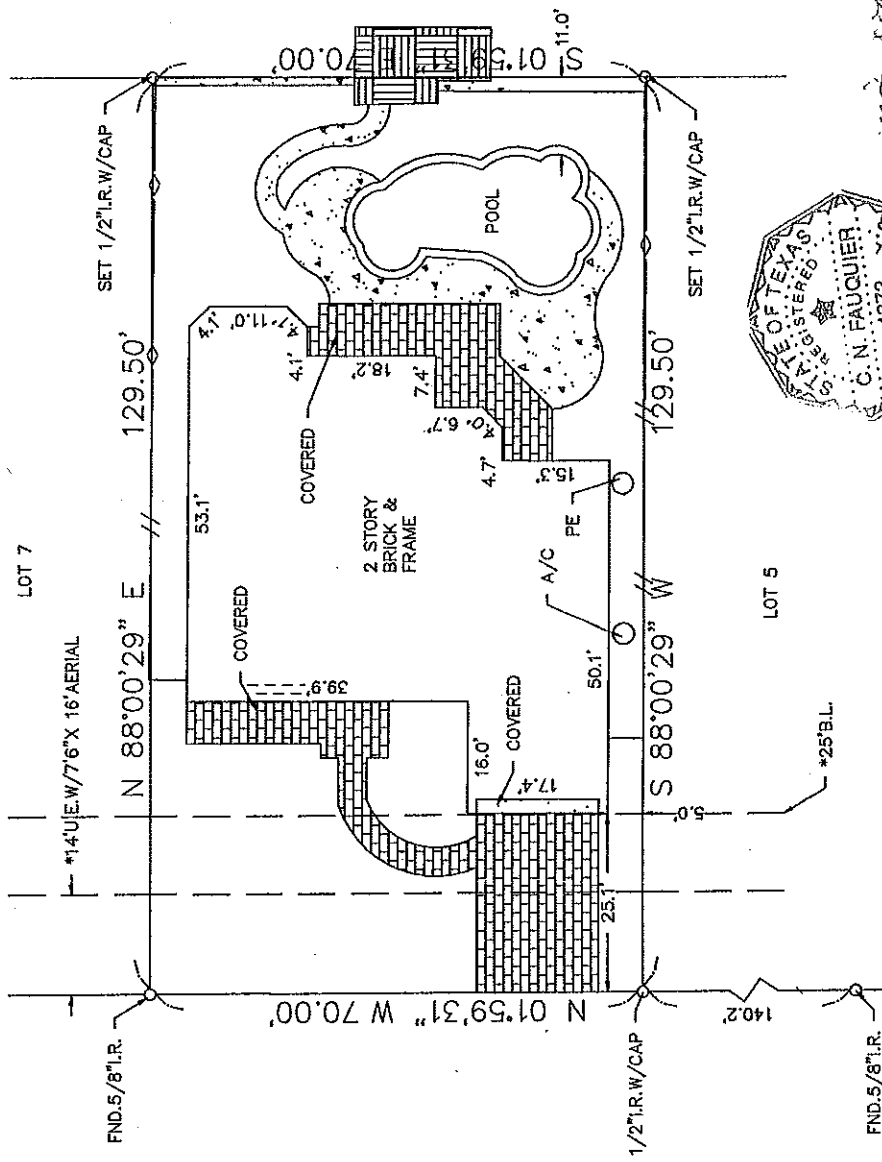 LOT 7
*14'U.E.W/7'6"X 16'AERIAL
FND.5/8"I.R.
N 88°00'29" E 129.50'
SET 1/2"I.R.W/CAP
N 01°59'31" W 70.00'
S 01°59'31" E 70.00'
11.0'
53.1'
4.1'
11.0'
4.1'
18.2'
7.4'
6.7'
4.7'
15.3'
COVERED
COVERED
39.9'
2 STORY
BRICK &
FRAME
POOL
16.0'
COVERED
17.4'
50.1'
A/C
PE
25.1'
5.0'
S 88°00'29" W 129.50'
*25'B.L.
LOT 5
SET 1/2"I.R.W/CAP
1/2"I.R.W/CAP
140.2'
FND.5/8"I.R.
STATE OF TEXAS
REGISTERED
C. N. FAUQUIER